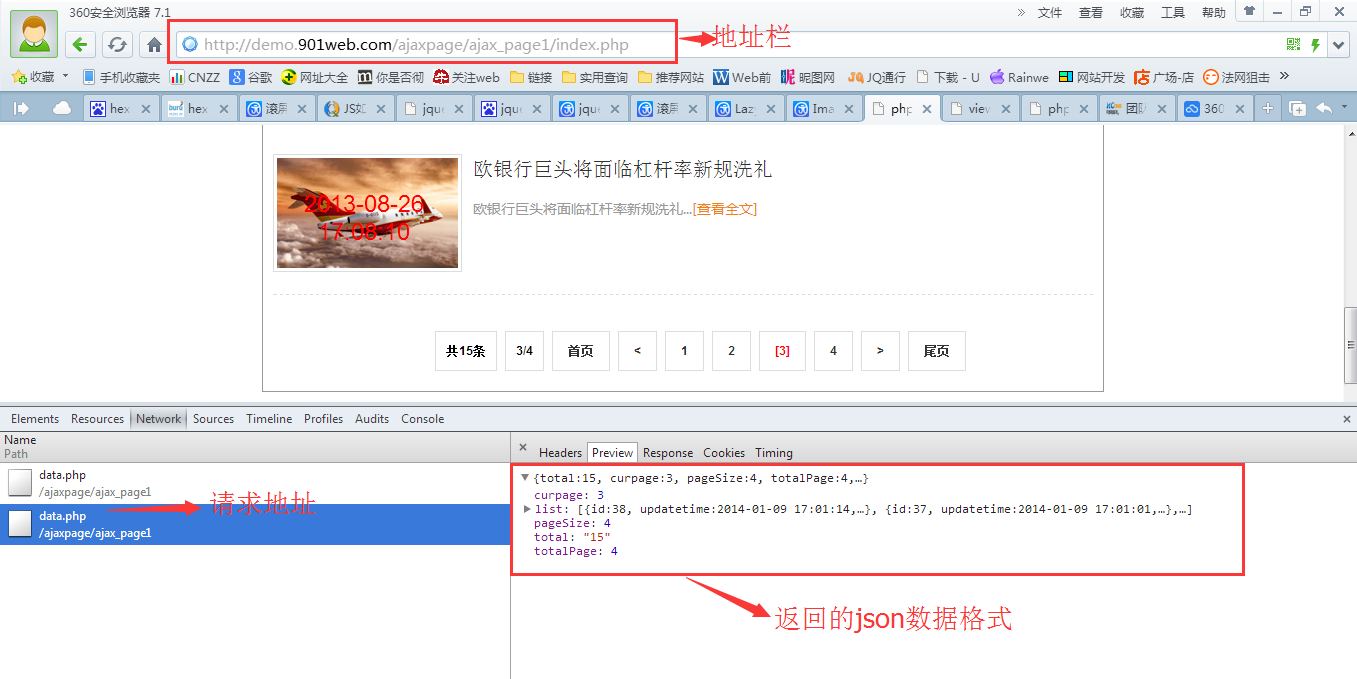 360安全浏览器 7.1
» 文件 查看 收藏 工具 帮助
http://demo.901web.com/ajaxpage/ajax_page1/index.php
地址栏
收藏 手机收藏夹 CNZZ 谷歌 网址大全 你是否彻 关注web 链接 实用查询 推荐网站 Web前 昵图网 JQ通行 下载 - U Rainwe 网站开发 广场-店 法网狙击 »
hex hex 滚屏 JS如 jque jque jque 滚屏 Laz Ima php view php 团队 360
欧银行巨头将面临杠杆率新规洗礼
2013-08-26
17:08:10
欧银行巨头将面临杠杆率新规洗礼...[查看全文]
共15条 3/4 首页 < 1 2 [3] 4 > 尾页
Elements Resources Network Sources Timeline Profiles Audits Console
Name
Path
Headers Preview Response Cookies Timing
data.php
/ajaxpage/ajax_page1
data.php
/ajaxpage/ajax_page1
请求地址
{total:15, curpage:3, pageSize:4, totalPage:4,…}
curpage: 3
list: [{id:38, updatetime:2014-01-09 17:01:14,…}, {id:37, updatetime:2014-01-09 17:01:01,…},…]
pageSize: 4
total: "15"
totalPage: 4
返回的json数据格式